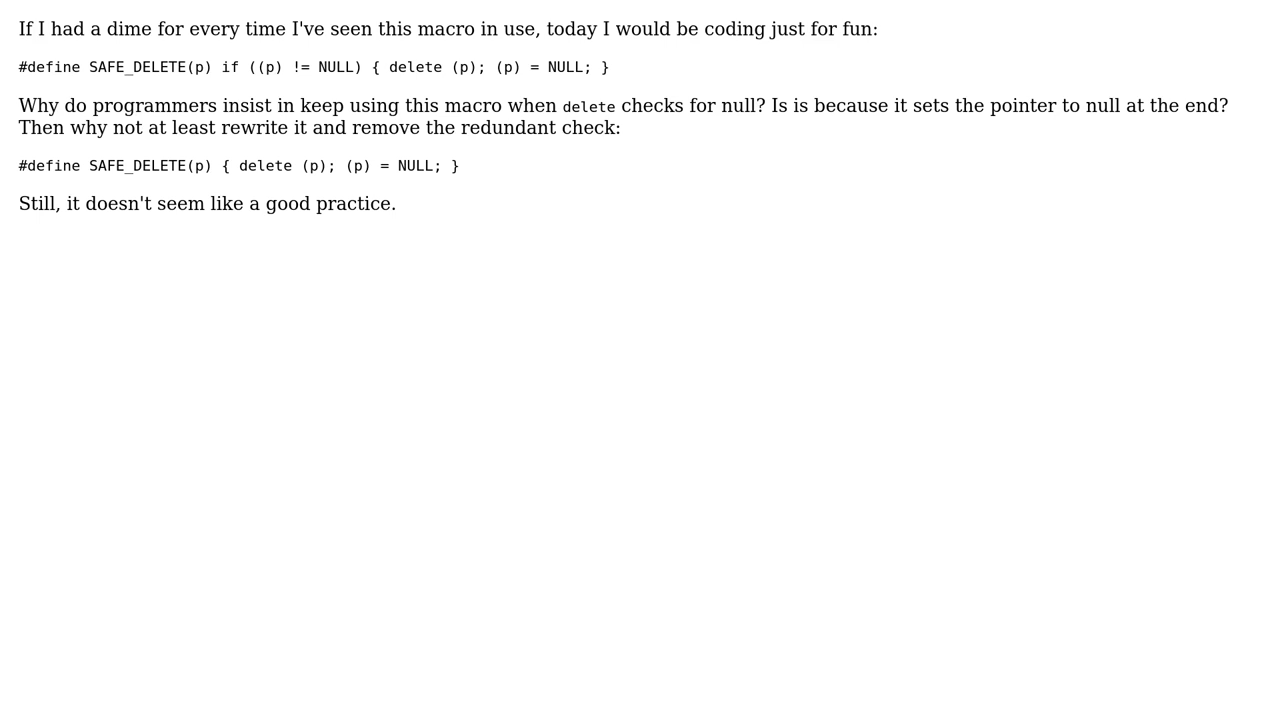 If I had a dime for every time I've seen this macro in use, today I would be coding just for fun:
#define SAFE_DELETE(p) if ((p) != NULL) { delete (p); (p) = NULL; }
Why do programmers insist in keep using this macro when delete checks for null? Is is because it sets the pointer to null at the end?
Then why not at least rewrite it and remove the redundant check:
#define SAFE_DELETE(p) { delete (p); (p) = NULL; }
Still, it doesn't seem like a good practice.